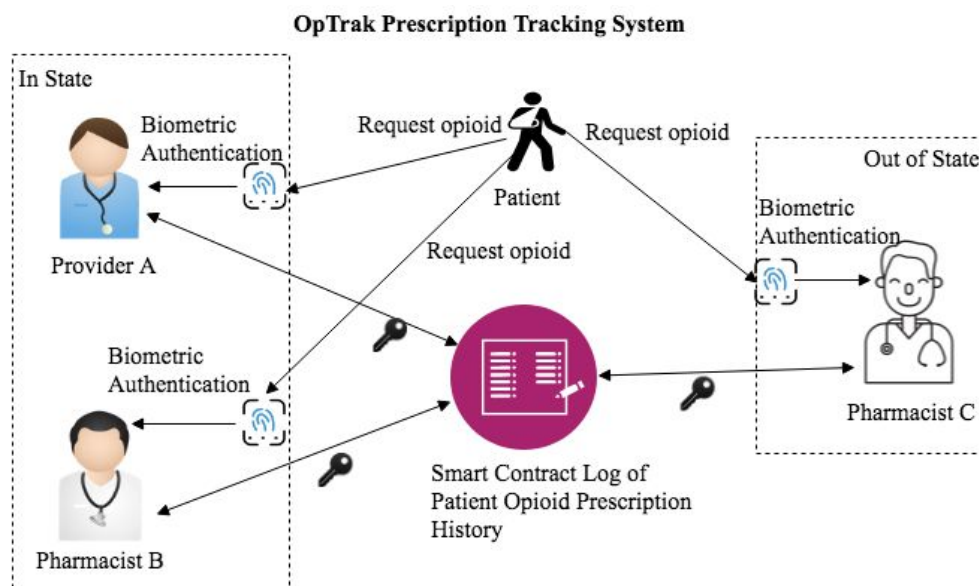 OpTrak Prescription Tracking System
In State
Biometric
Authentication
Request opioid
Request opioid
Out of State
Patient
Biometric
Authentication
Provider A
Request opioid
Biometric
Authentication
Pharmacist C
Smart Contract Log of
Patient Opioid Prescription
History
Pharmacist B